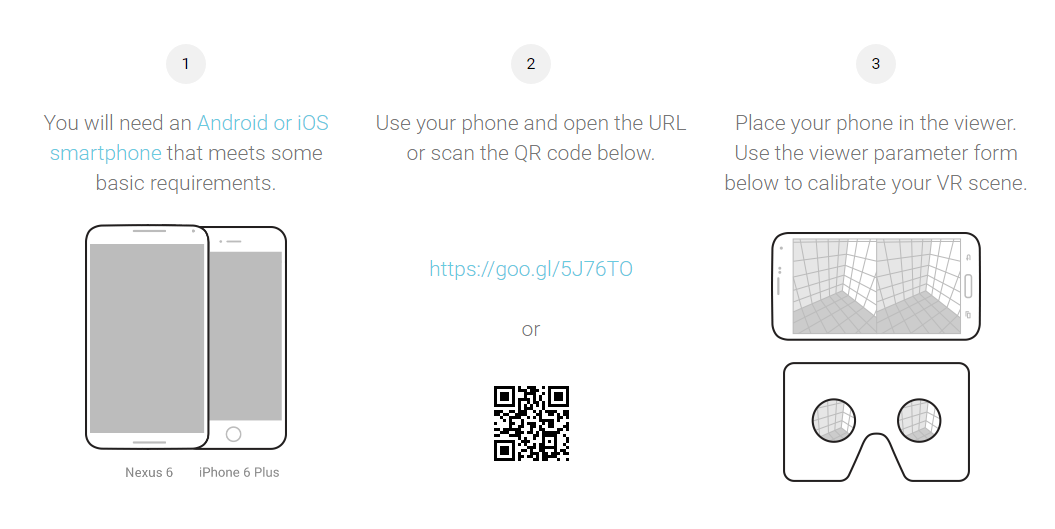 1
You will need an Android or iOS
smartphone that meets some
basic requirements.
Nexus 6
iPhone 6 Plus
2
Use your phone and open the URL
or scan the QR code below.
https://goo.gl/5J76TO
or
3
Place your phone in the viewer.
Use the viewer parameter form
below to calibrate your VR scene.